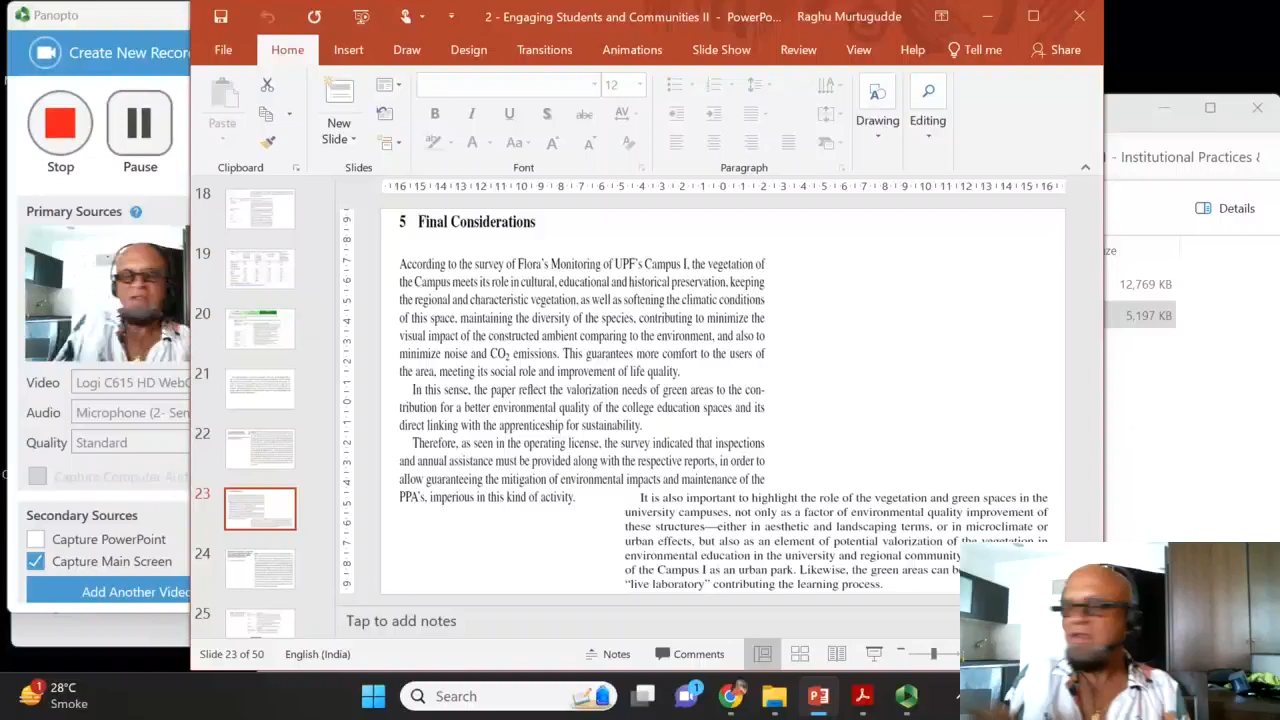 Panopto
Create New Recor
Stop
Pause
Primary Sources
Video
Logi C615 HD WebC
Audio
Microphone (2- Sen
Quality
Standard
Capture Computer Aud
Secondary Sources
Capture PowerPoint
Capture Main Screen
Add Another Video
2 - Engaging Students and Communities II - PowerPo...
Raghu Murtugudde
File
Home
Insert
Draw
Design
Transitions
Animations
Slide Show
Review
View
Help
Tell me
Share
Paste
New
Slide
12
Drawing
Editing
Clipboard
Slides
Font
Paragraph
18
19
20
21
22
23
24
25
5 Final Considerations
According to the survey of Flora's Monitoring of UPF's Campus I, the vegetation of
the Campus meets its role in cultural, educational and historical preservation, keeping
the regional and characteristic vegetation, as well as softening the climatic conditions
of this space, maintaining the diversity of the species, contributing to minimize the
visual impact of the constructed ambient comparing to the environment, and also to
minimize noise and CO2 emissions. This guarantees more comfort to the users of
the area, meeting its social role and improvement of life quality.
In this sense, the paper reflect the valorization needs of green areas to the con-
tribution for a better environmental quality of the college education spaces and its
direct linking with the apprenticeship for sustainability.
Therefore, as seen in the operating license, the survey indicated that inspections
and annual assistance must be provided along with the respective reports, in order to
allow guaranteeing the mitigation of environmental impacts and maintenance of the
PPA's, imperious in this kind of activity.
It is also important to highlight the role of the vegetation and green spaces in the
university campuses, not only as a factor of environmental quality improvement of
these structures—either in aesthetic and landscaping terms, or in microclimate or
urban effects, but also as an element of potential valorization of the vegetation in
environmental education in the university and regional community
of the Campus I as an urban park. Likewise, the green areas can b
"live laboratory" contributing the learning process.
Tap to add notes
Slide 23 of 50
English (India)
Notes
Comments
- Institutional Practices &
Details
ze
12,769 KB
5,197 KB
28°C
Smoke
Search